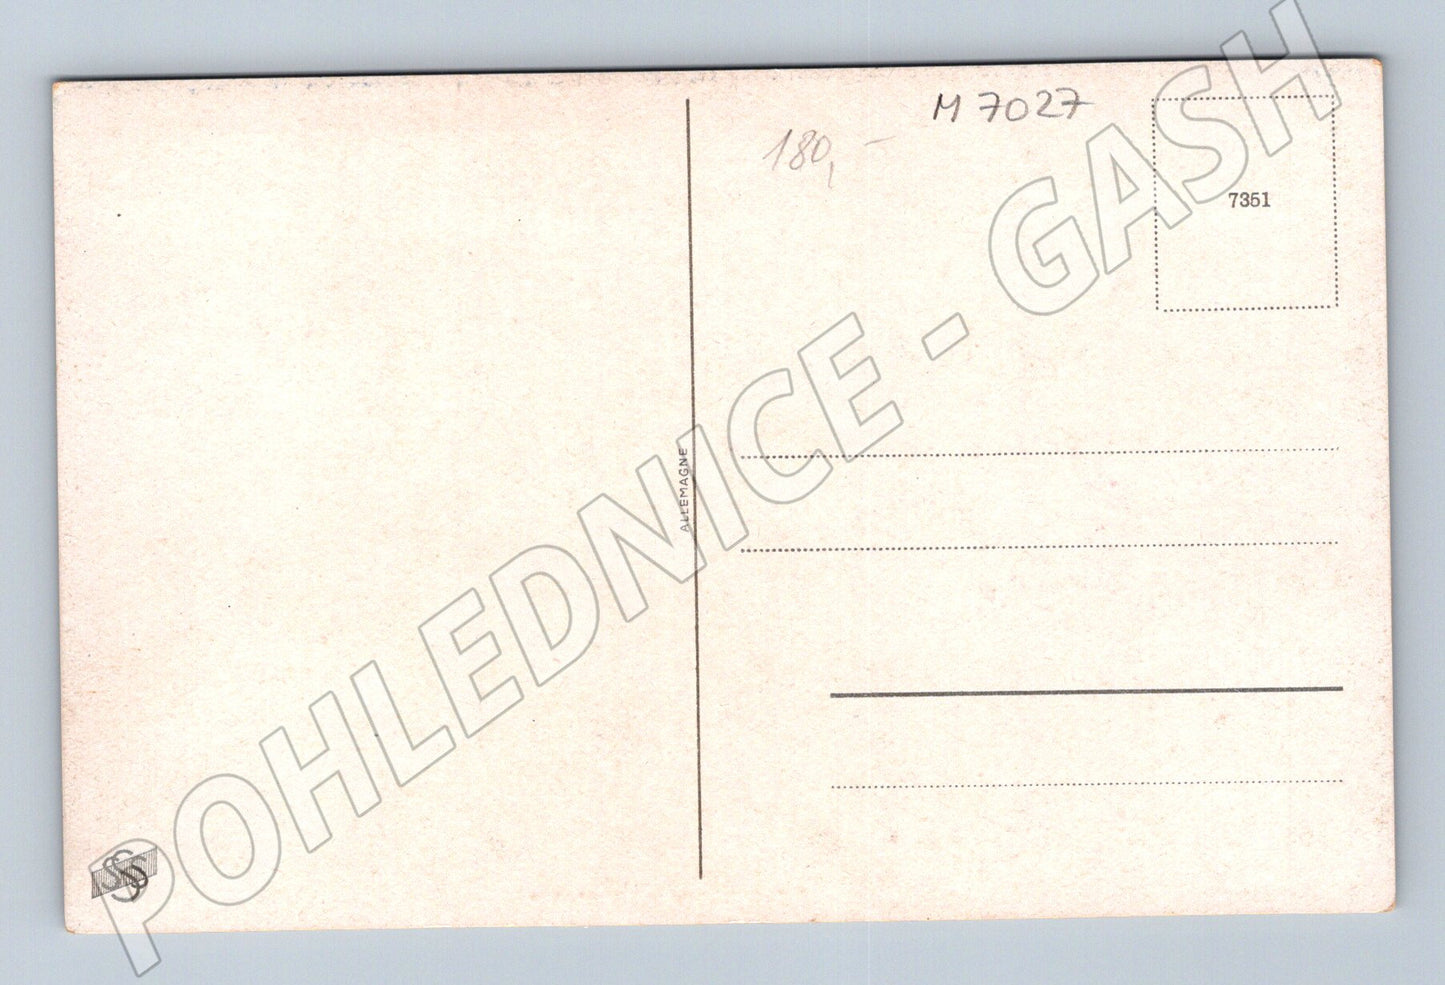 M 7027
180,-
7351
ALLEMAGNE
POHLEDNICE - GASH